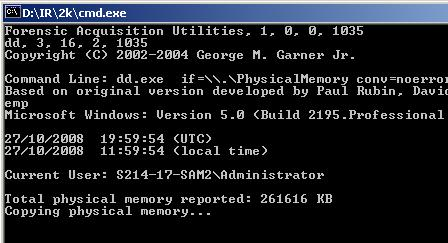 D:\IR\2k\cmd.exe
Forensic Acquisition Utilities, 1, 0, 0, 1035
dd, 3, 16, 2, 1035
Copyright (C) 2002-2004 George M. Garner Jr.
Command Line: dd.exe  if=\\.\PhysicalMemory conv=noerro
Based on original version developed by Paul Rubin, Davi
emp
Microsoft Windows: Version 5.0 (Build 2195.Professional
27/10/2008  19:59:54 (UTC)
27/10/2008  11:59:54 (local time)
Current User: S214-17-SAM2\Administrator
Total physical memory reported: 261616 KB
Copying physical memory...